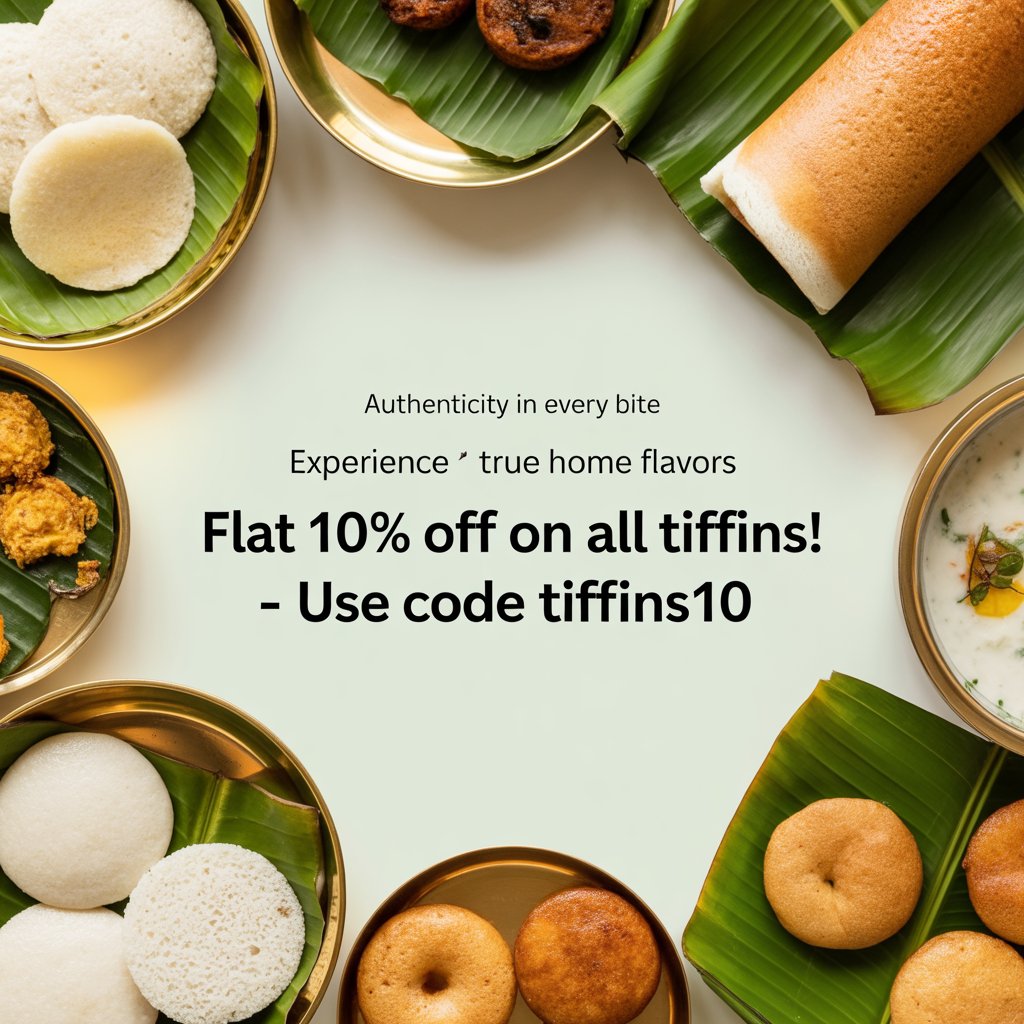 Authenticity in every bite
Experience true home flavors
Flat 10% off on all tiffins!
- Use code tiffins10